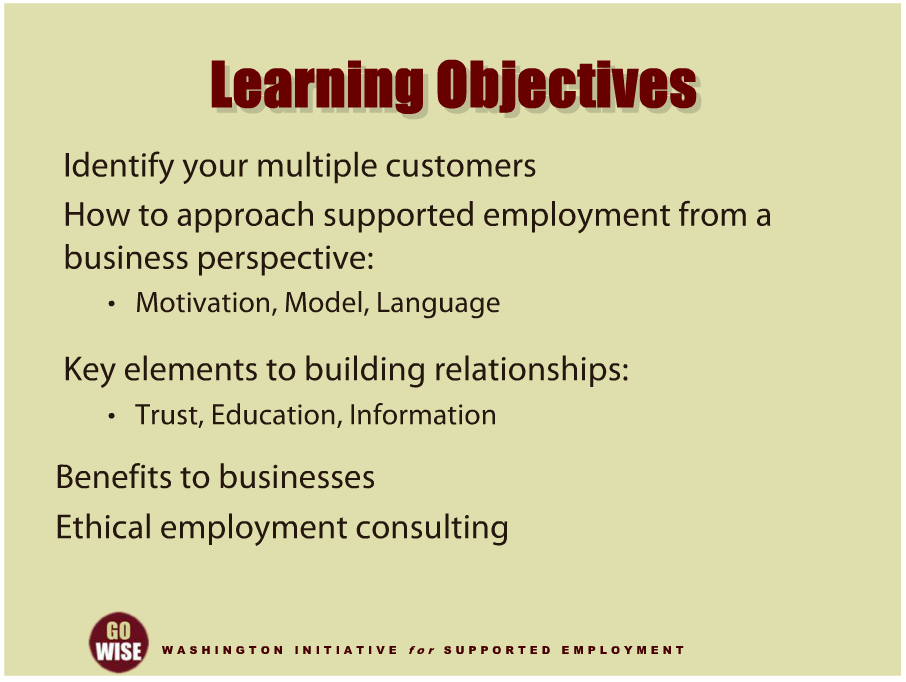 Learning Objectives
Identify your multiple customers
How to approach supported employment from a
business perspective:
• Motivation, Model, Language
Key elements to building relationships:
• Trust, Education, Information
Benefits to businesses
Ethical employment consulting
GO
WISE
WASHINGTON INITIATIVE for SUPPORTED EMPLOYMENT